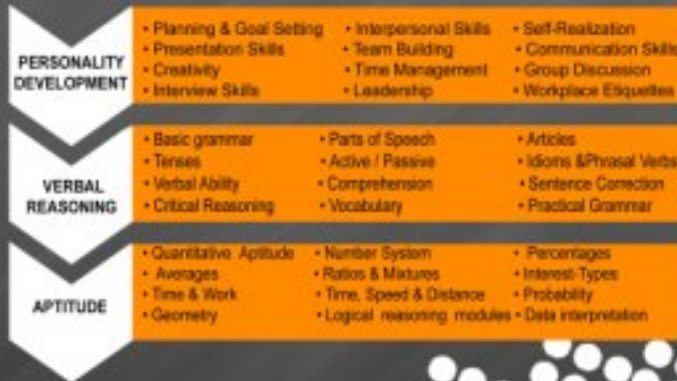 PERSONALITY
DEVELOPMENT
• Planning & Goal Setting • Interpersonal Skills • Self-Realization
• Presentation Skills • Team Building • Communication Skills
• Creativity • Time Management • Group Discussion
• Interview Skills • Leadership • Workplace Etiquettes
VERBAL
REASONING
• Basic grammar • Parts of Speech • Articles
• Tenses • Active / Passive • Idioms &Phrasal Verbs
• Verbal Ability • Comprehension • Sentence Correction
• Critical Reasoning • Vocabulary • Practical Grammar
APTITUDE
• Quantitative Aptitude • Number System • Percentages
• Averages • Ratios & Mixtures • Interest-Types
• Time & Work • Time, Speed & Distance • Probability
• Geometry • Logical reasoning modules • Data interpretation